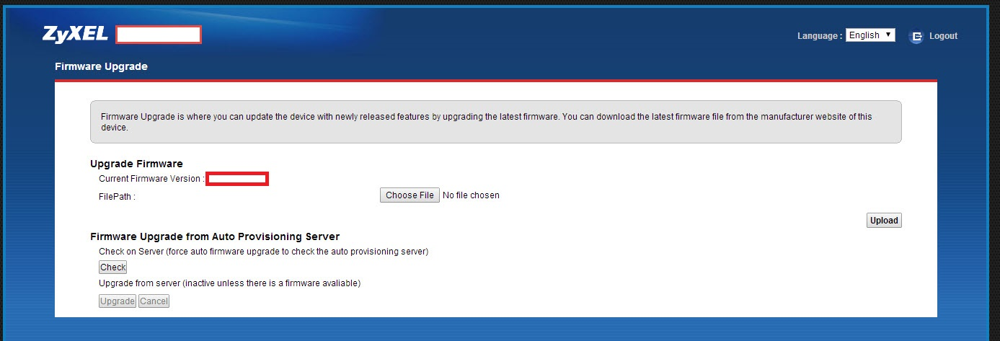 ZyXEL
Language : English ▼ Logout
Firmware Upgrade
Firmware Upgrade is where you can update the device with newly released features by upgrading the latest firmware. You can download the latest firmware file from the manufacturer website of this
device.
Upgrade Firmware
Current Firmware Version :
FilePath : Choose File No file chosen
Upload
Firmware Upgrade from Auto Provisioning Server
Check on Server (force auto firmware upgrade to check the auto provisioning server)
Check
Upgrade from server (inactive unless there is a firmware avaliable)
Upgrade Cancel